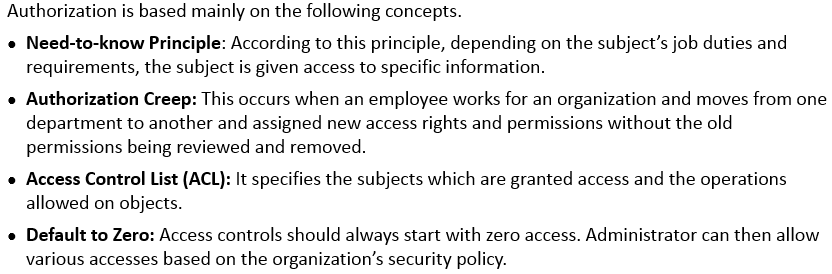 Authorization is based mainly on the following concepts.
• Need-to-know Principle: According to this principle, depending on the subject's job duties and
requirements, the subject is given access to specific information.
• Authorization Creep: This occurs when an employee works for an organization and moves from one
department to another and assigned new access rights and permissions without the old
permissions being reviewed and removed.
• Access Control List (ACL): It specifies the subjects which are granted access and the operations
allowed on objects.
• Default to Zero: Access controls should always start with zero access. Administrator can then allow
various accesses based on the organization's security policy.